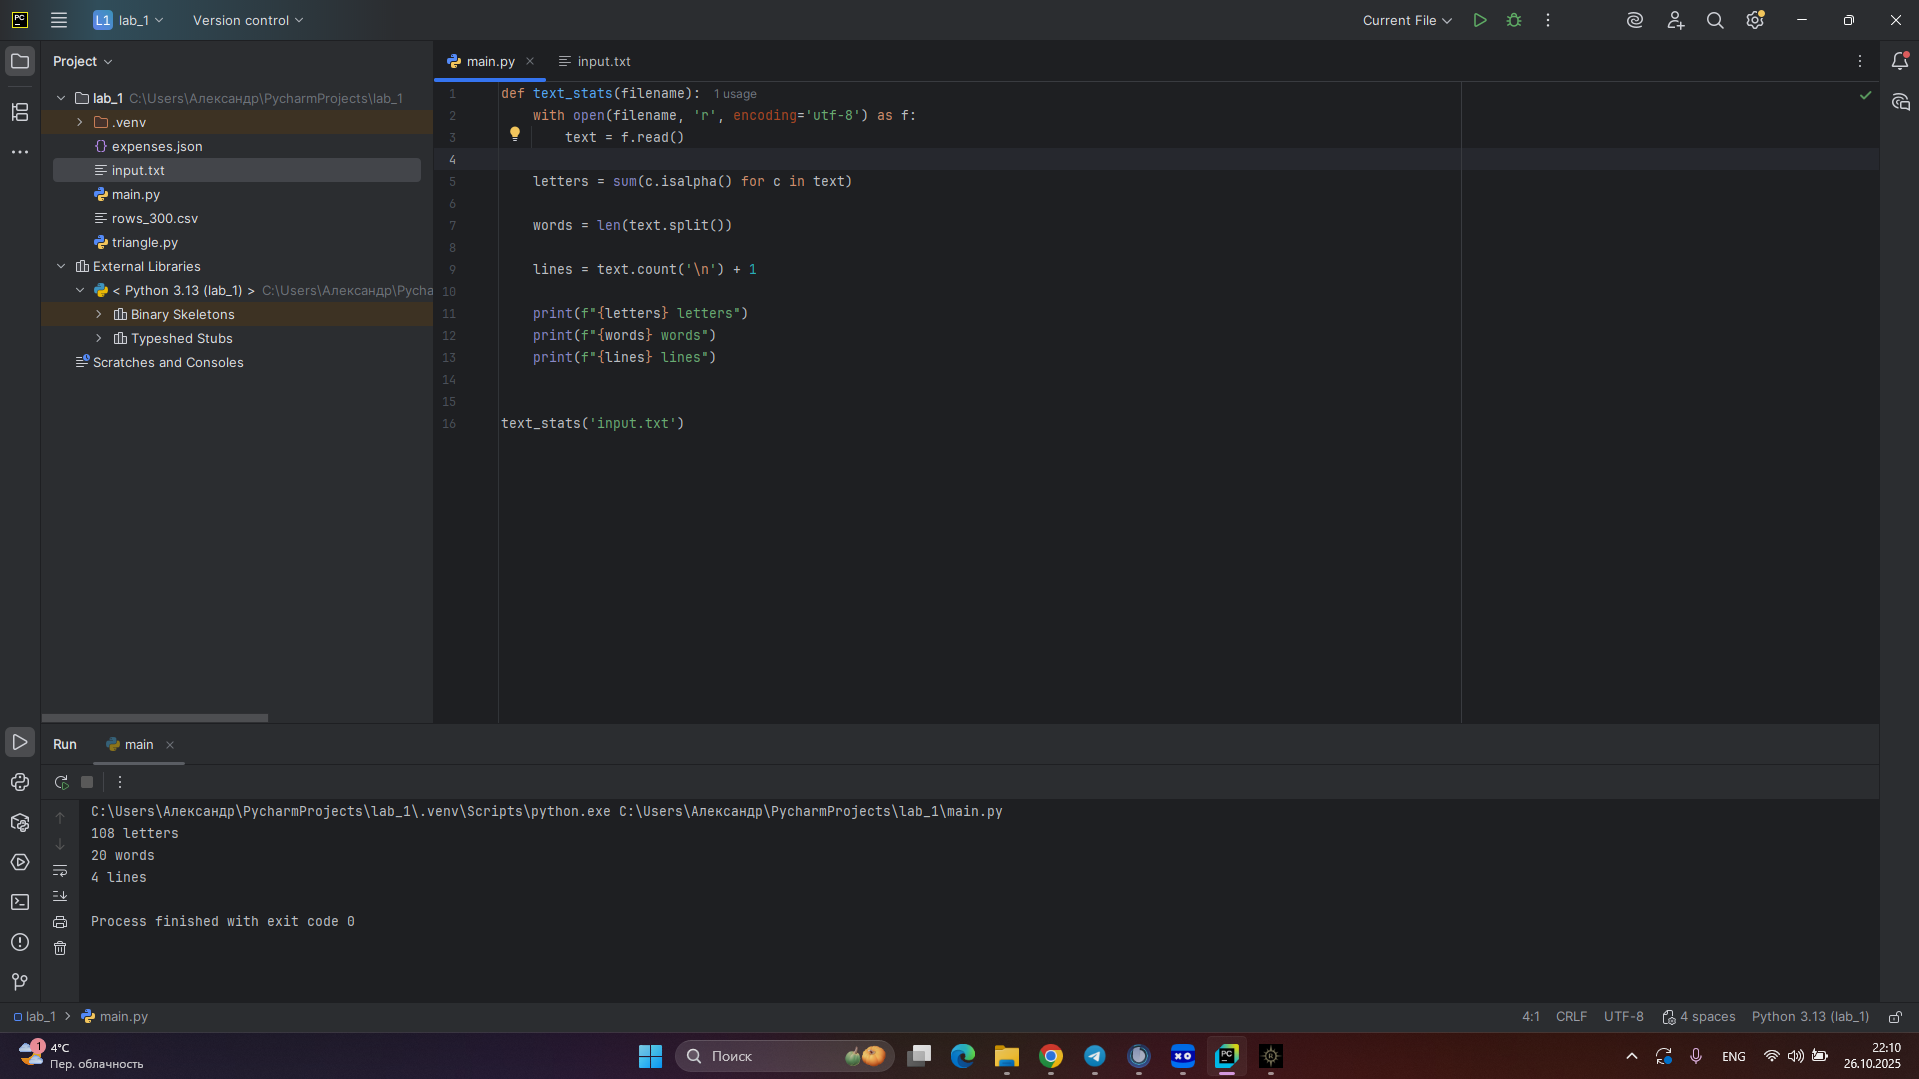 PC
L1 lab_1 Version control Current File
Project
main.py input.txt
lab_1 C:\Users\Александр\PycharmProjects\lab_1
.venv
{} expenses.json
input.txt
main.py
rows_300.csv
triangle.py
External Libraries
< Python 3.13 (lab_1) > C:\Users\Александр\Pycha
Binary Skeletons
Typeshed Stubs
Scratches and Consoles
1 def text_stats(filename): 1 usage
2 with open(filename, 'r', encoding='utf-8') as f:
3 text = f.read()
4
5 letters = sum(c.isalpha() for c in text)
6
7 words = len(text.split())
8
9 lines = text.count('\n') + 1
10
11 print(f"{letters} letters")
12 print(f"{words} words")
13 print(f"{lines} lines")
14
15
16 text_stats('input.txt')
Run main
C:\Users\Александр\PycharmProjects\lab_1\.venv\Scripts\python.exe C:\Users\Александр\PycharmProjects\lab_1\main.py
108 letters
20 words
4 lines
Process finished with exit code 0
lab_1 main.py 4:1 CRLF UTF-8 4 spaces Python 3.13 (lab_1)
1 4°C
Пер. облачность
Поиск
XO
PC
ENG
22:10
26.10.2025